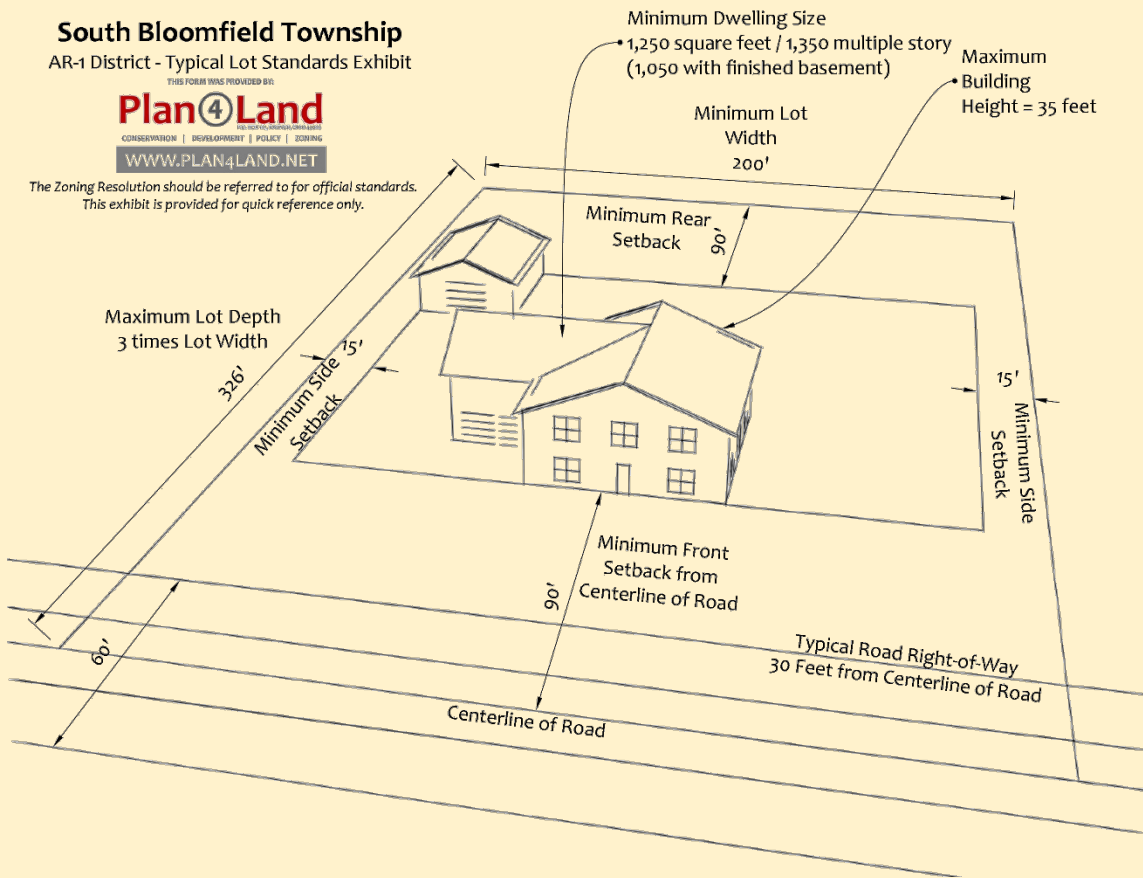 South Bloomfield Township
AR-1 District - Typical Lot Standards Exhibit
THIS FORM WAS PROVIDED BY:
Plan4Land
CONSERVATION | DEVELOPMENT | POLICY | ZONING
WWW.PLAN4LAND.NET
The Zoning Resolution should be referred to for official standards.
This exhibit is provided for quick reference only.
Minimum Dwelling Size
1,250 square feet / 1,350 multiple story
(1,050 with finished basement)
Maximum
Building
Height = 35 feet
Minimum Lot
Width
200'
Minimum Rear
Setback
90'
Maximum Lot Depth
3 times Lot Width
326'
15'
Minimum Side
Setback
15'
Minimum Side
Setback
Minimum Front
Setback from
Centerline of Road
90'
60'
Typical Road Right-of-Way
30 Feet from Centerline of Road
Centerline of Road